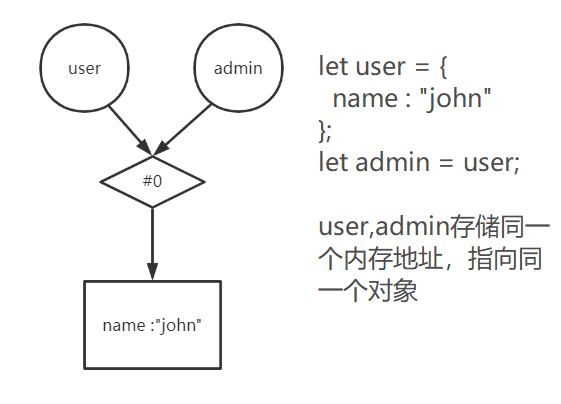 user
admin
#0
name :"john"
let user = {
name : "john"
};
let admin = user;
user,admin存储同一
个内存地址，指向同
一个对象